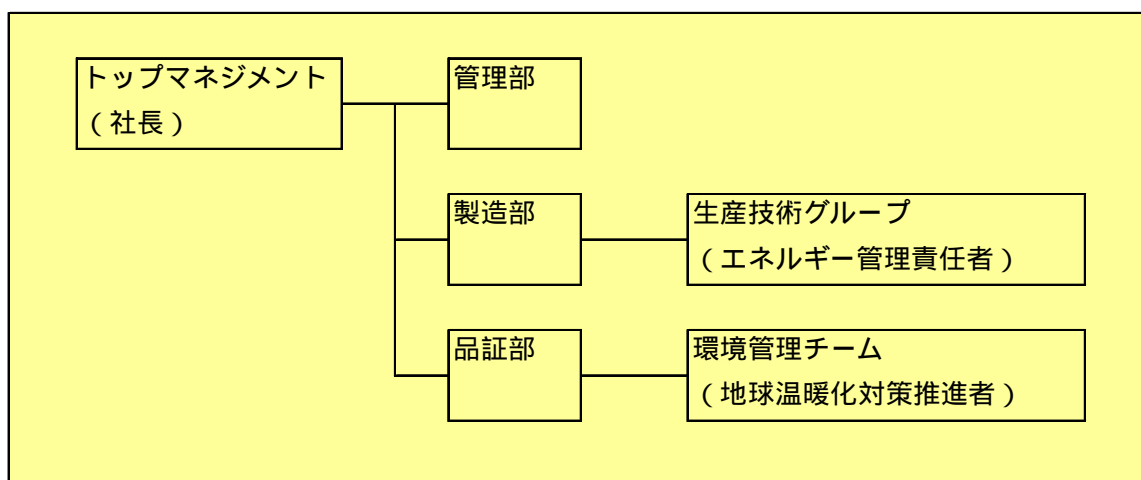 トップマネジメント
（社長）
管理部
製造部
生産技術グループ
（エネルギー管理責任者）
品証部
環境管理チーム
（地球温暖化対策推進者）